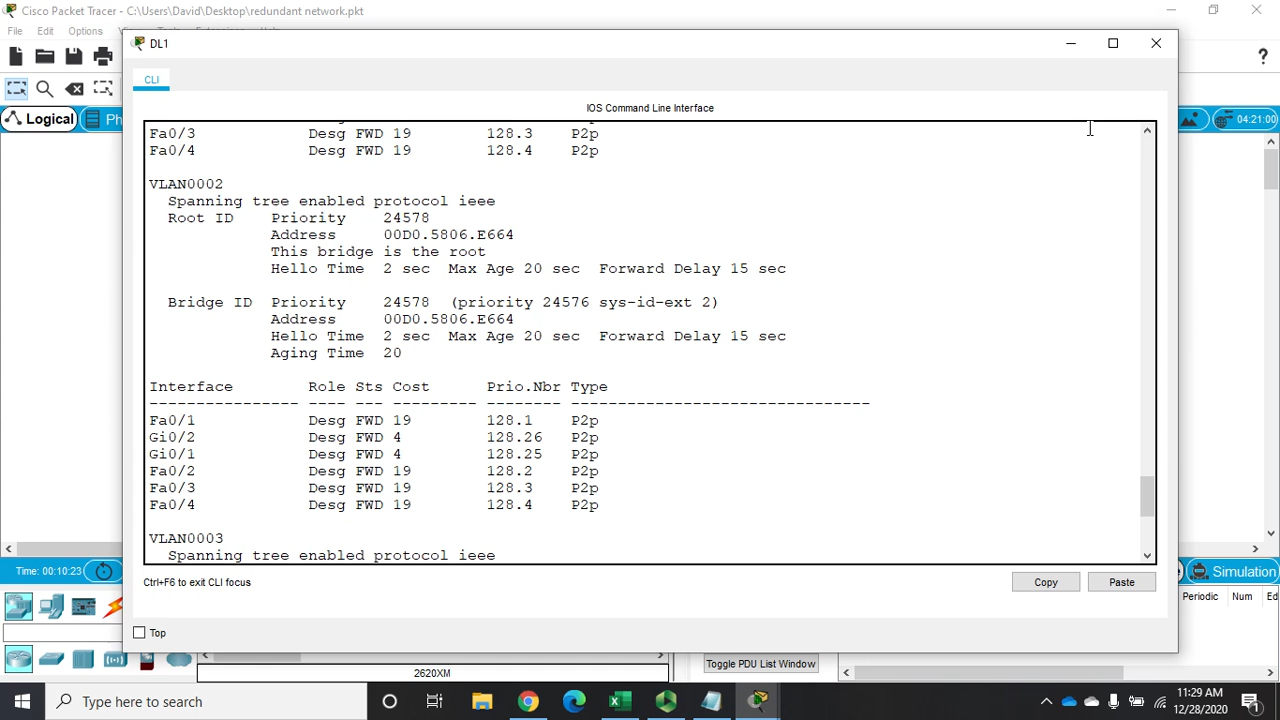 Cisco Packet Tracer - C:\Users\David\Desktop\redundant network.pkt
File Edit Options
DL1
CLI
IOS Command Line Interface
Logical
Ph
04:21:00
Fa0/3 Desg FWD 19 128.3 P2p
Fa0/4 Desg FWD 19 128.4 P2p
VLAN0002
Spanning tree enabled protocol ieee
Root ID Priority 24578
Address 00D0.5806.E664
This bridge is the root
Hello Time 2 sec Max Age 20 sec Forward Delay 15 sec
Bridge ID Priority 24578 (priority 24576 sys-id-ext 2)
Address 00D0.5806.E664
Hello Time 2 sec Max Age 20 sec Forward Delay 15 sec
Aging Time 20
Interface Role Sts Cost Prio.Nbr Type
---------------- ---- --- --------- -------- --------------------------------
Fa0/1 Desg FWD 19 128.1 P2p
Gi0/2 Desg FWD 4 128.26 P2p
Gi0/1 Desg FWD 4 128.25 P2p
Fa0/2 Desg FWD 19 128.2 P2p
Fa0/3 Desg FWD 19 128.3 P2p
Fa0/4 Desg FWD 19 128.4 P2p
VLAN0003
Spanning tree enabled protocol ieee
Ctrl+F6 to exit CLI focus
Copy
Paste
Top
Time: 00:10:23
Simulation
Periodic Num Ed
2620XM
Toggle PDU List Window
Type here to search
11:29 AM
12/28/2020
1